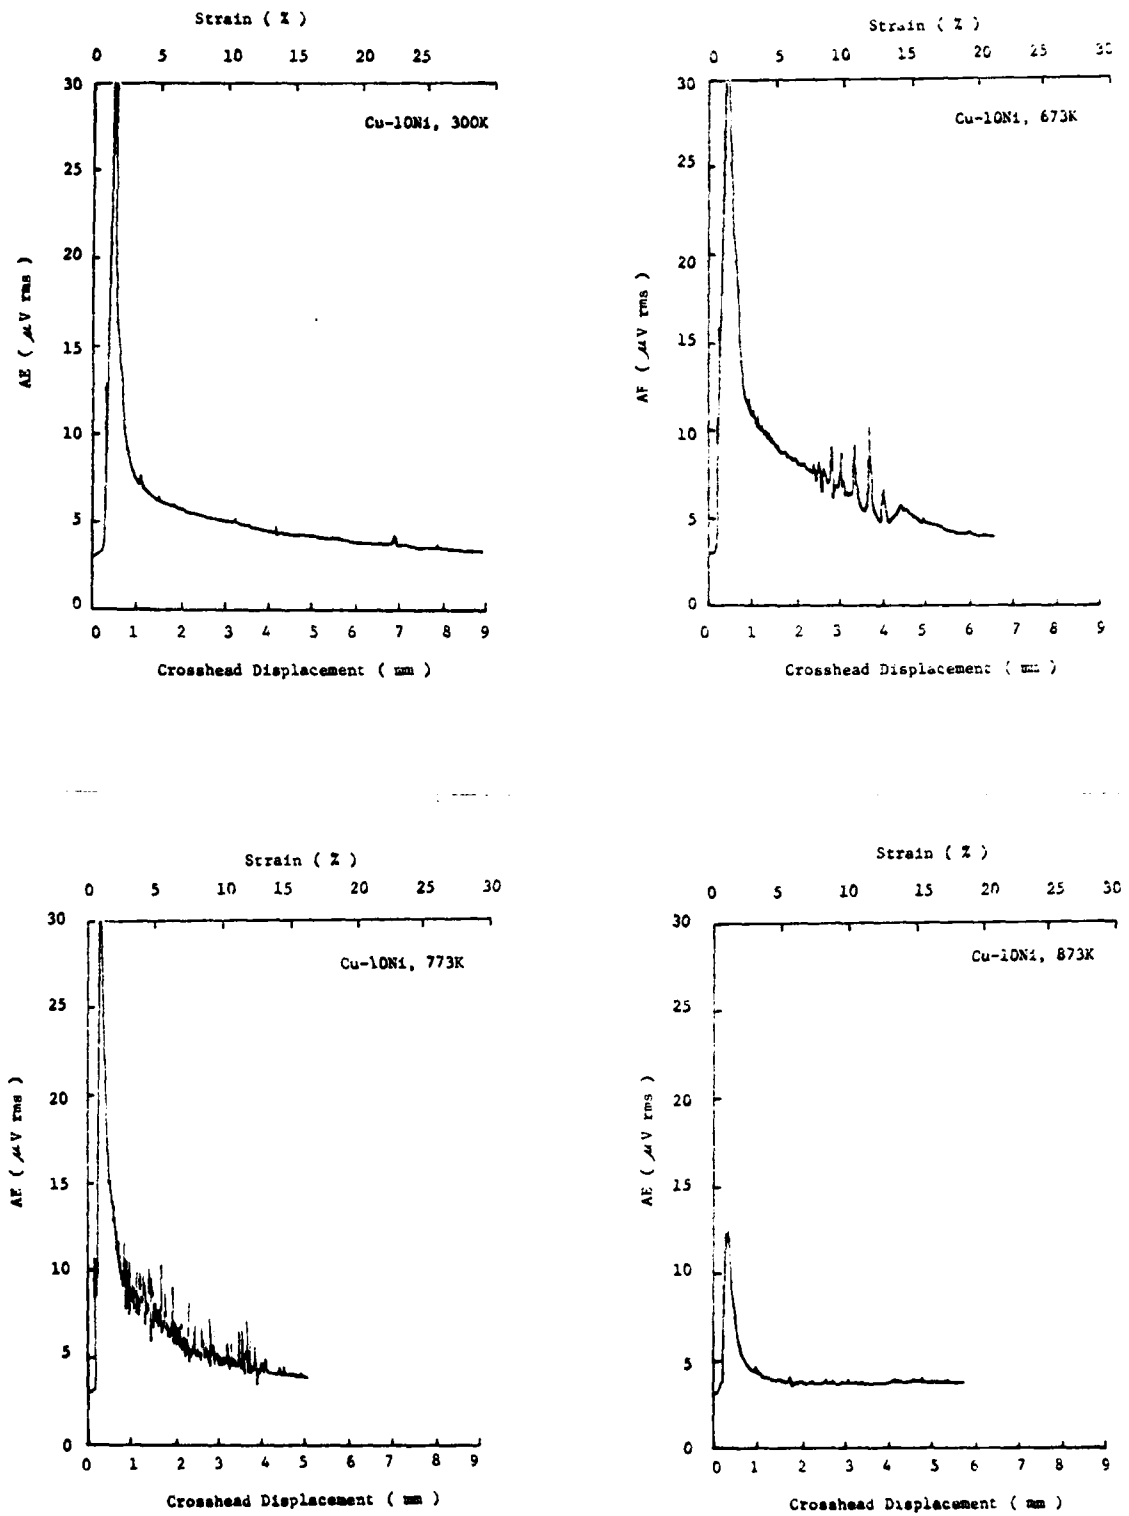 Strain ( % )
0 5 10 15 20 25
30
25
20
15
10
5
0
AE ( μV rms )
Cu-10Ni, 300K
0 1 2 3 4 5 6 7 8 9
Crosshead Displacement ( mm )
Strain ( % )
0 5 10 15 20 25 30
30
25
20
15
10
5
0
AE ( μV rms )
Cu-10Ni, 673K
0 1 2 3 4 5 6 7 8 9
Crosshead Displacement ( mm )
Strain ( % )
0 5 10 15 20 25 30
30
25
20
15
10
5
0
AE ( μV rms )
Cu-10Ni, 773K
0 1 2 3 4 5 6 7 8 9
Crosshead Displacement ( mm )
Strain ( % )
0 5 10 15 20 25 30
30
25
20
15
10
5
0
AE ( μV rms )
Cu-10Ni, 873K
0 1 2 3 4 5 6 7 8 9
Crosshead Displacement ( mm )